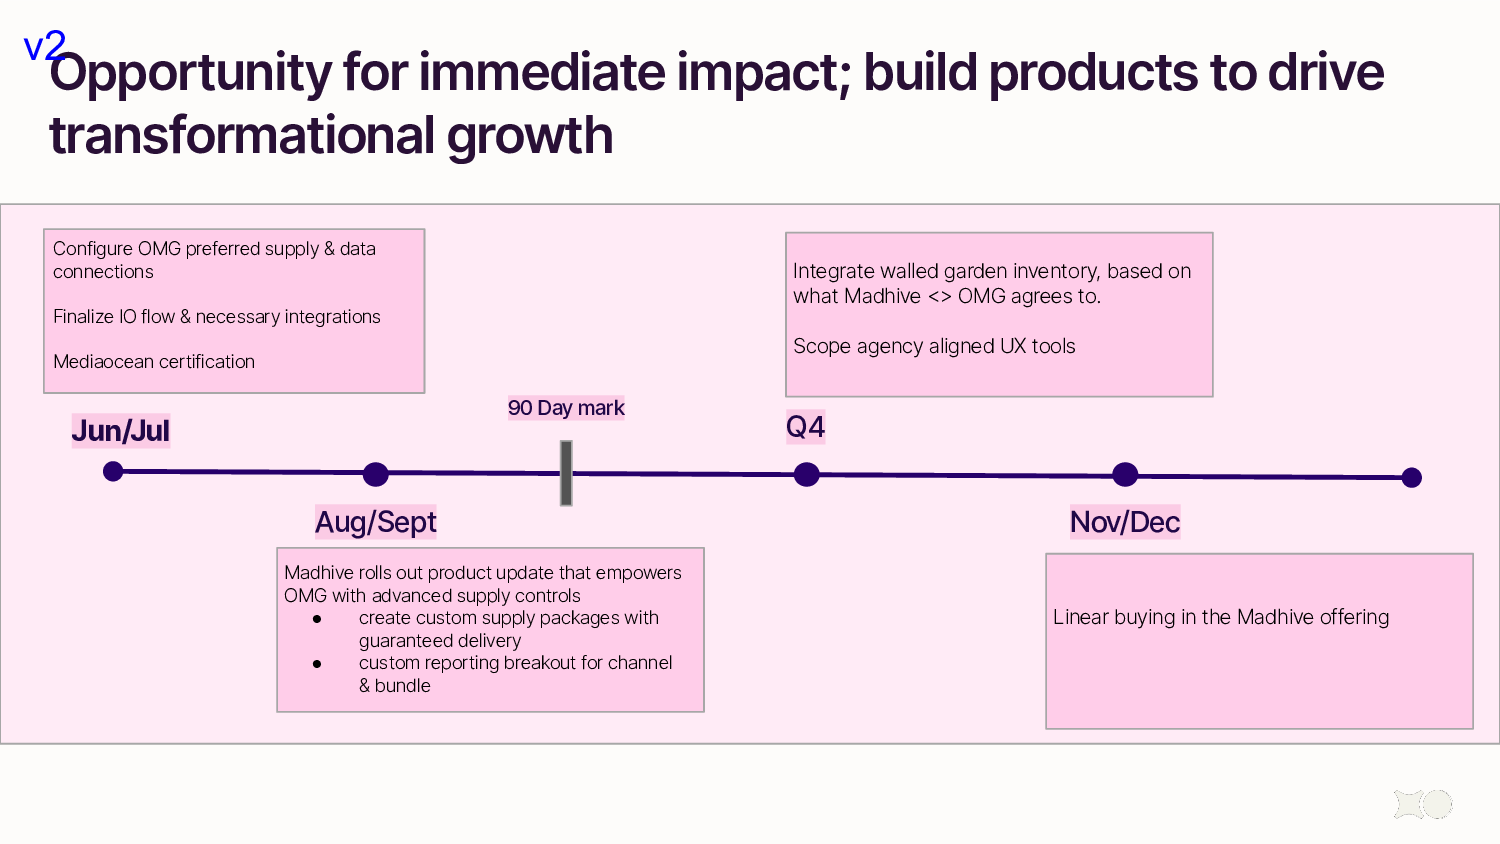 v2
Opportunity for immediate impact; build products to drive
transformational growth
Configure OMG preferred supply & data
connections
Finalize IO flow & necessary integrations
Mediaocean certification
Integrate walled garden inventory, based on
what Madhive <> OMG agrees to.
Scope agency aligned UX tools
90 Day mark
Jun/Jul
Q4
Aug/Sept
Nov/Dec
Madhive rolls out product update that empowers
OMG with advanced supply controls
● create custom supply packages with
guaranteed delivery
● custom reporting breakout for channel
& bundle
Linear buying in the Madhive offering